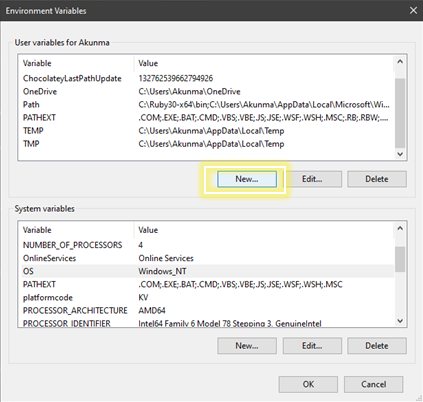 Environment Variables
User variables for Akunma
Variable Value
ChocolateyLastPathUpdate 132762539662794926
OneDrive C:\Users\Akunma\OneDrive
Path C:\Ruby30-x64\bin;C:\Users\Akunma\AppData\Local\Microsoft\Wi...
PATHEXT .COM;.EXE;.BAT;.CMD;.VBS;.VBE;.JS;.JSE;.WSF;.WSH;.MSC;.RB;.RBW;....
TEMP C:\Users\Akunma\AppData\Local\Temp
TMP C:\Users\Akunma\AppData\Local\Temp
New... Edit... Delete
System variables
Variable Value
NUMBER_OF_PROCESSORS 4
OnlineServices Online Services
OS Windows_NT
PATHEXT .COM;.EXE;.BAT;.CMD;.VBS;.VBE;.JS;.JSE;.WSF;.WSH;.MSC
platformcode KV
PROCESSOR_ARCHITECTURE AMD64
PROCESSOR_IDENTIFIER Intel64 Family 6 Model 78 Stepping 3, GenuineIntel
New... Edit... Delete
OK Cancel